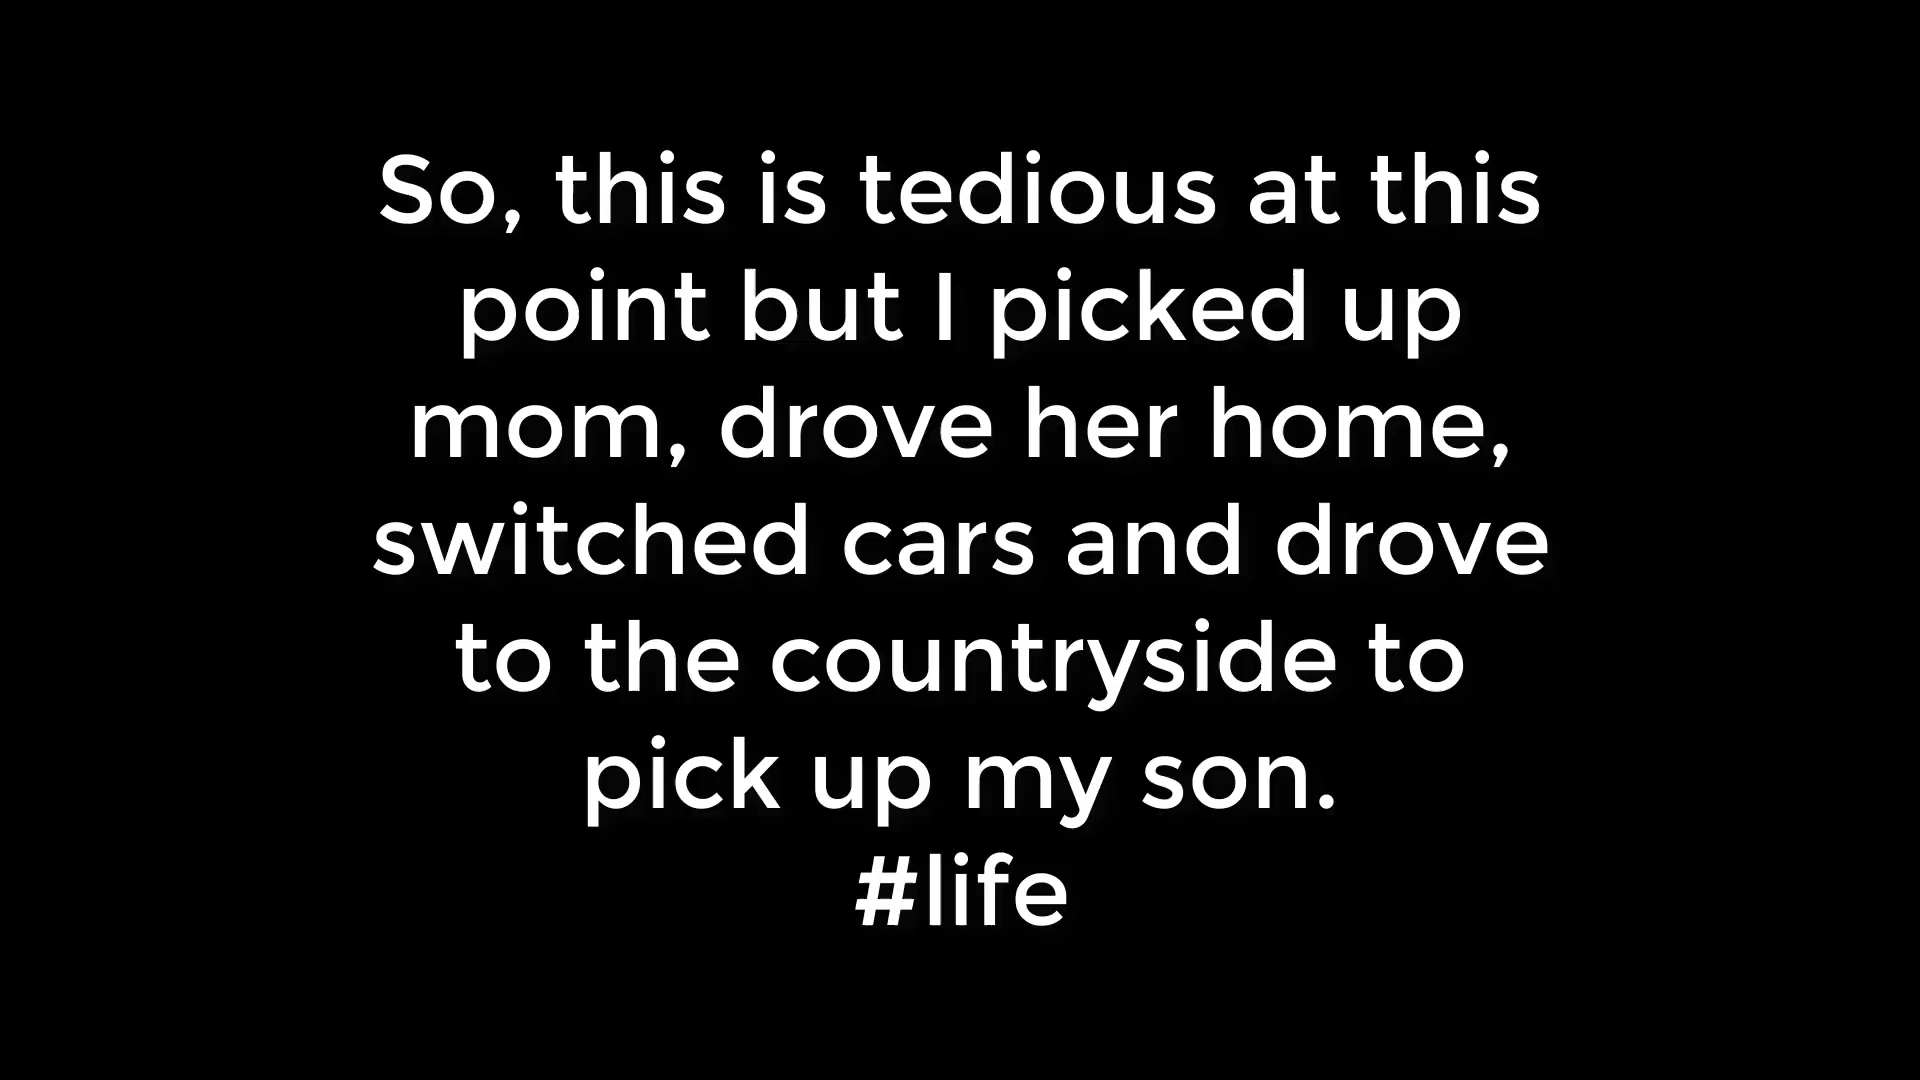 So, this is tedious at this
point but I picked up
mom, drove her home,
switched cars and drove
to the countryside to
pick up my son.
#life